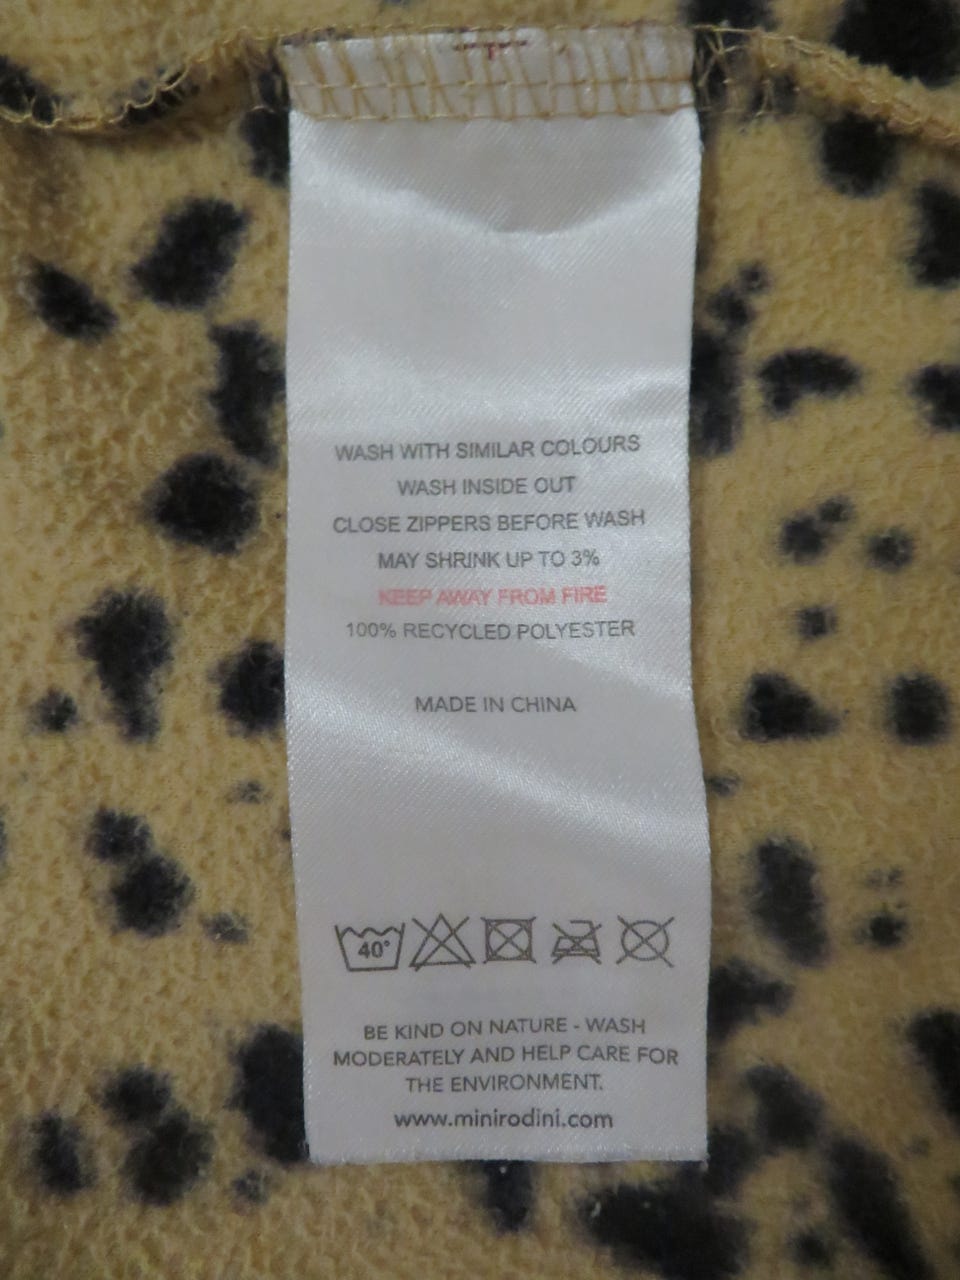 WASH WITH SIMILAR COLOURS
WASH INSIDE OUT
CLOSE ZIPPERS BEFORE WASH
MAY SHRINK UP TO 3%
KEEP AWAY FROM FIRE
100% RECYCLED POLYESTER
MADE IN CHINA
40°
BE KIND ON NATURE - WASH
MODERATELY AND HELP CARE FOR
THE ENVIRONMENT.
www.minirodini.com